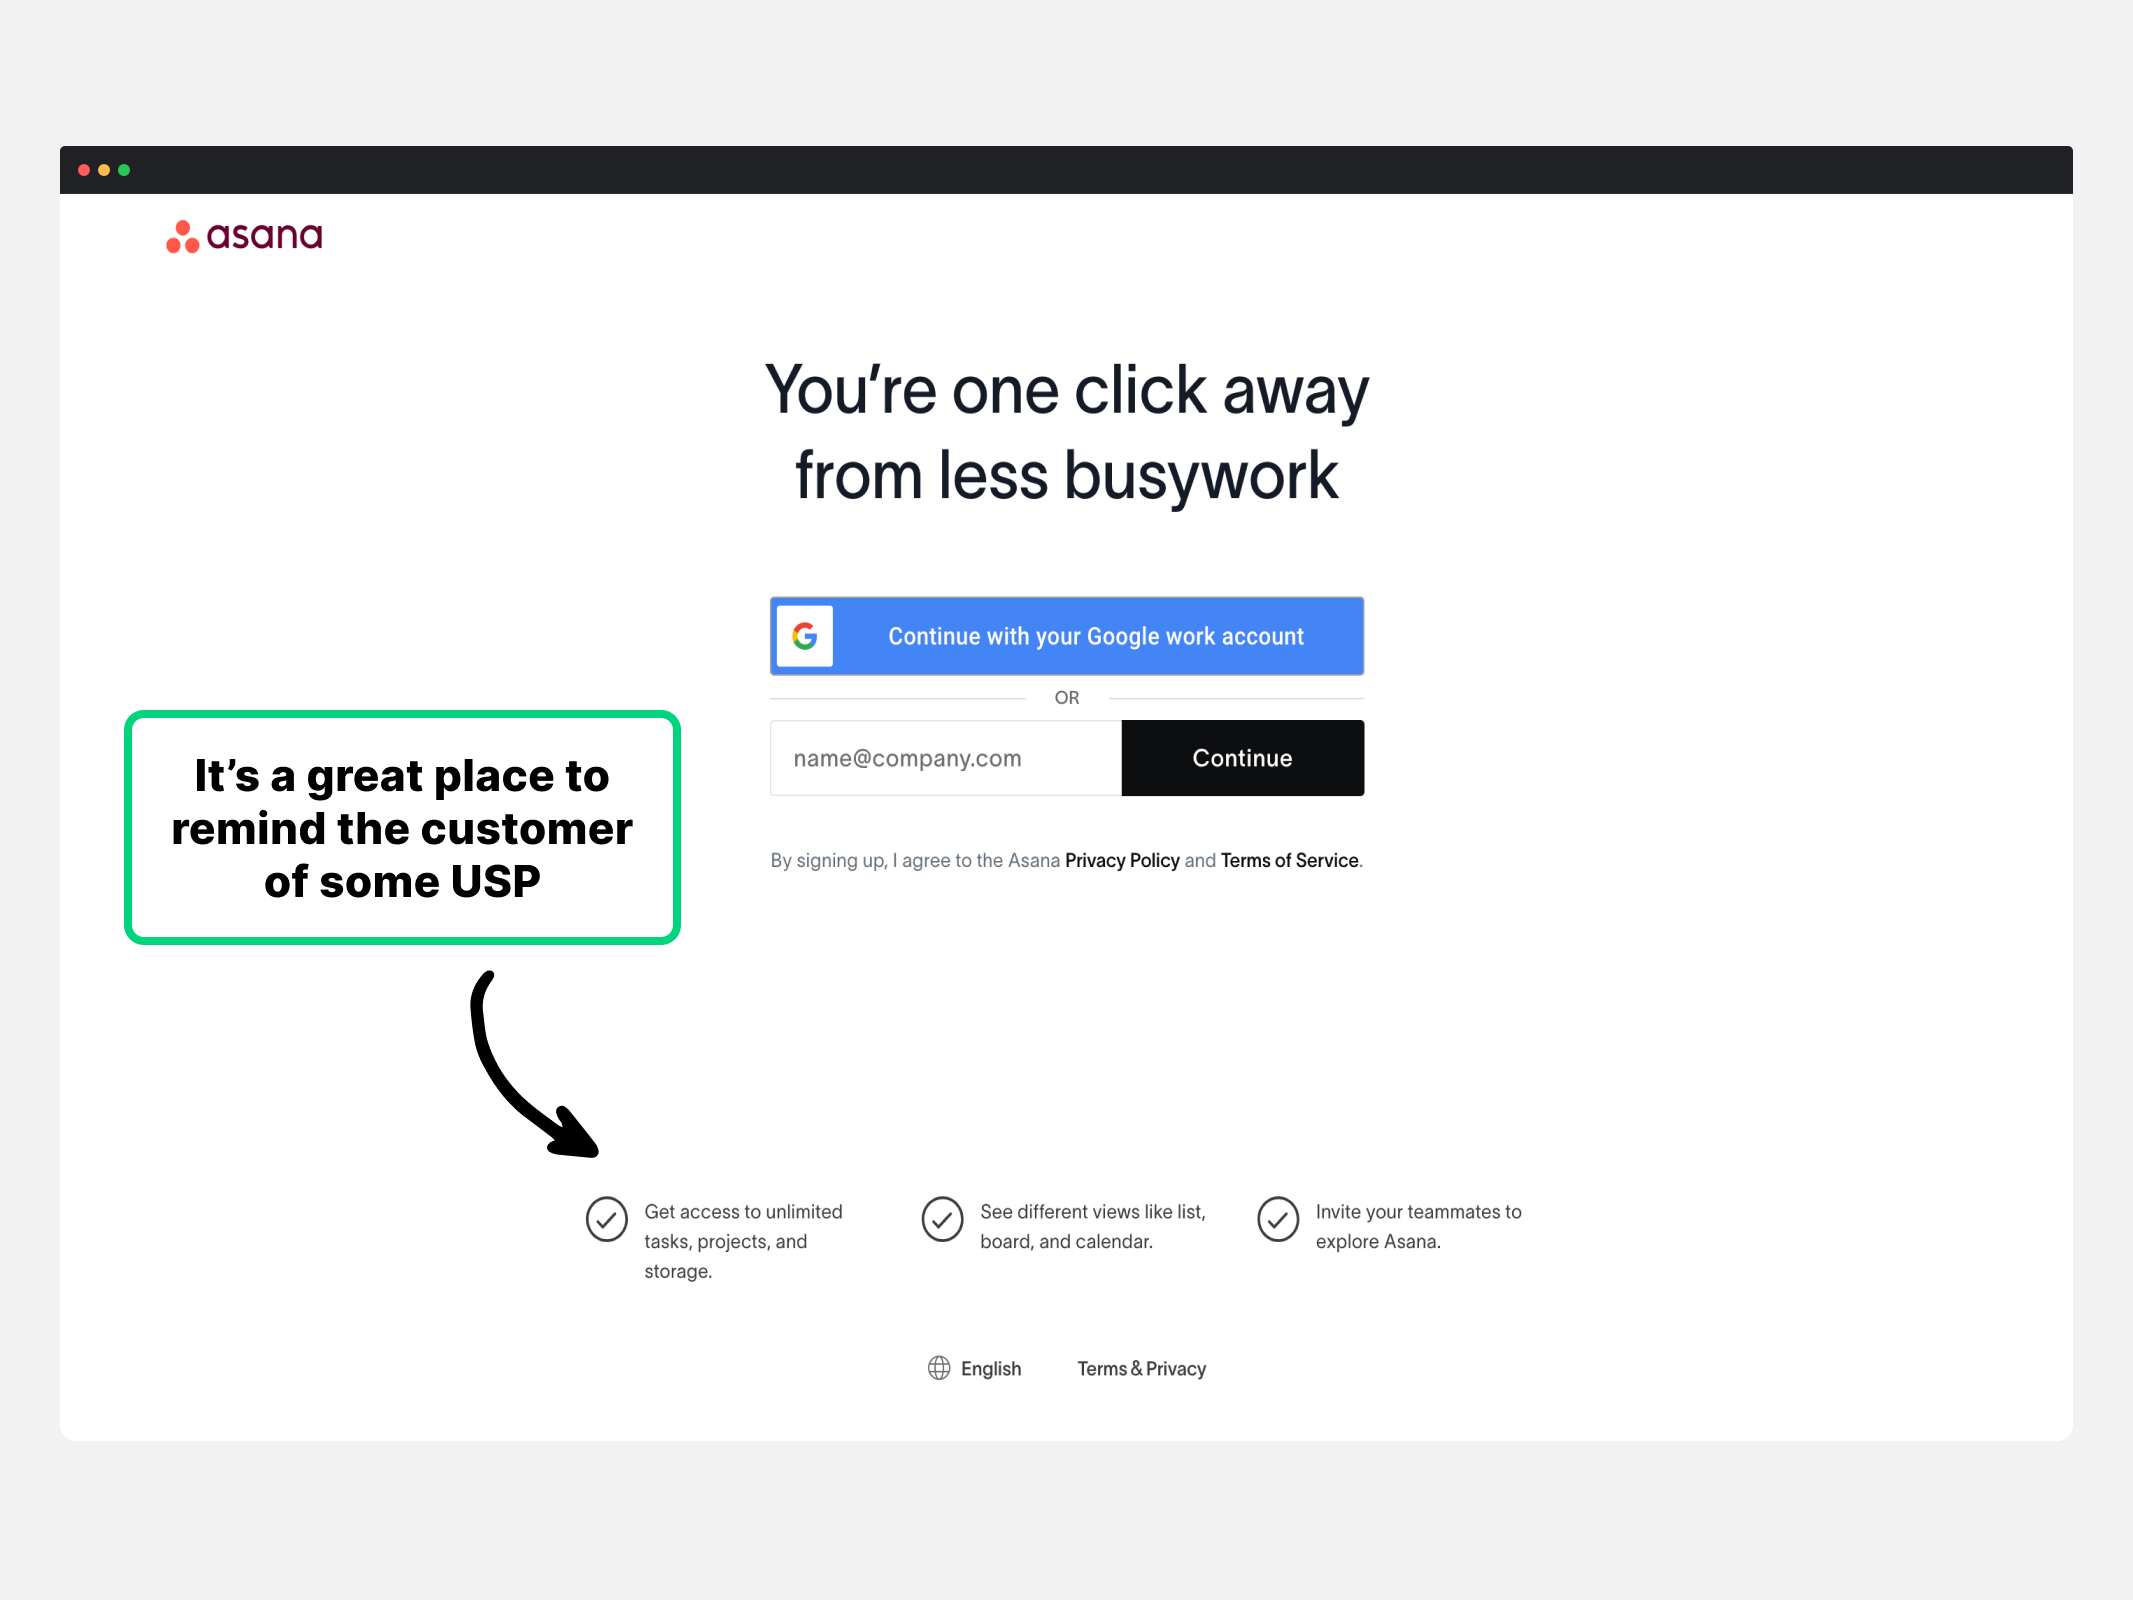 asana
You’re one click away
from less busywork
Continue with your Google work account
OR
name@company.com
Continue
By signing up, I agree to the Asana Privacy Policy and Terms of Service.
It’s a great place to
remind the customer
of some USP
Get access to unlimited
tasks, projects, and
storage.
See different views like list,
board, and calendar.
Invite your teammates to
explore Asana.
English
Terms & Privacy